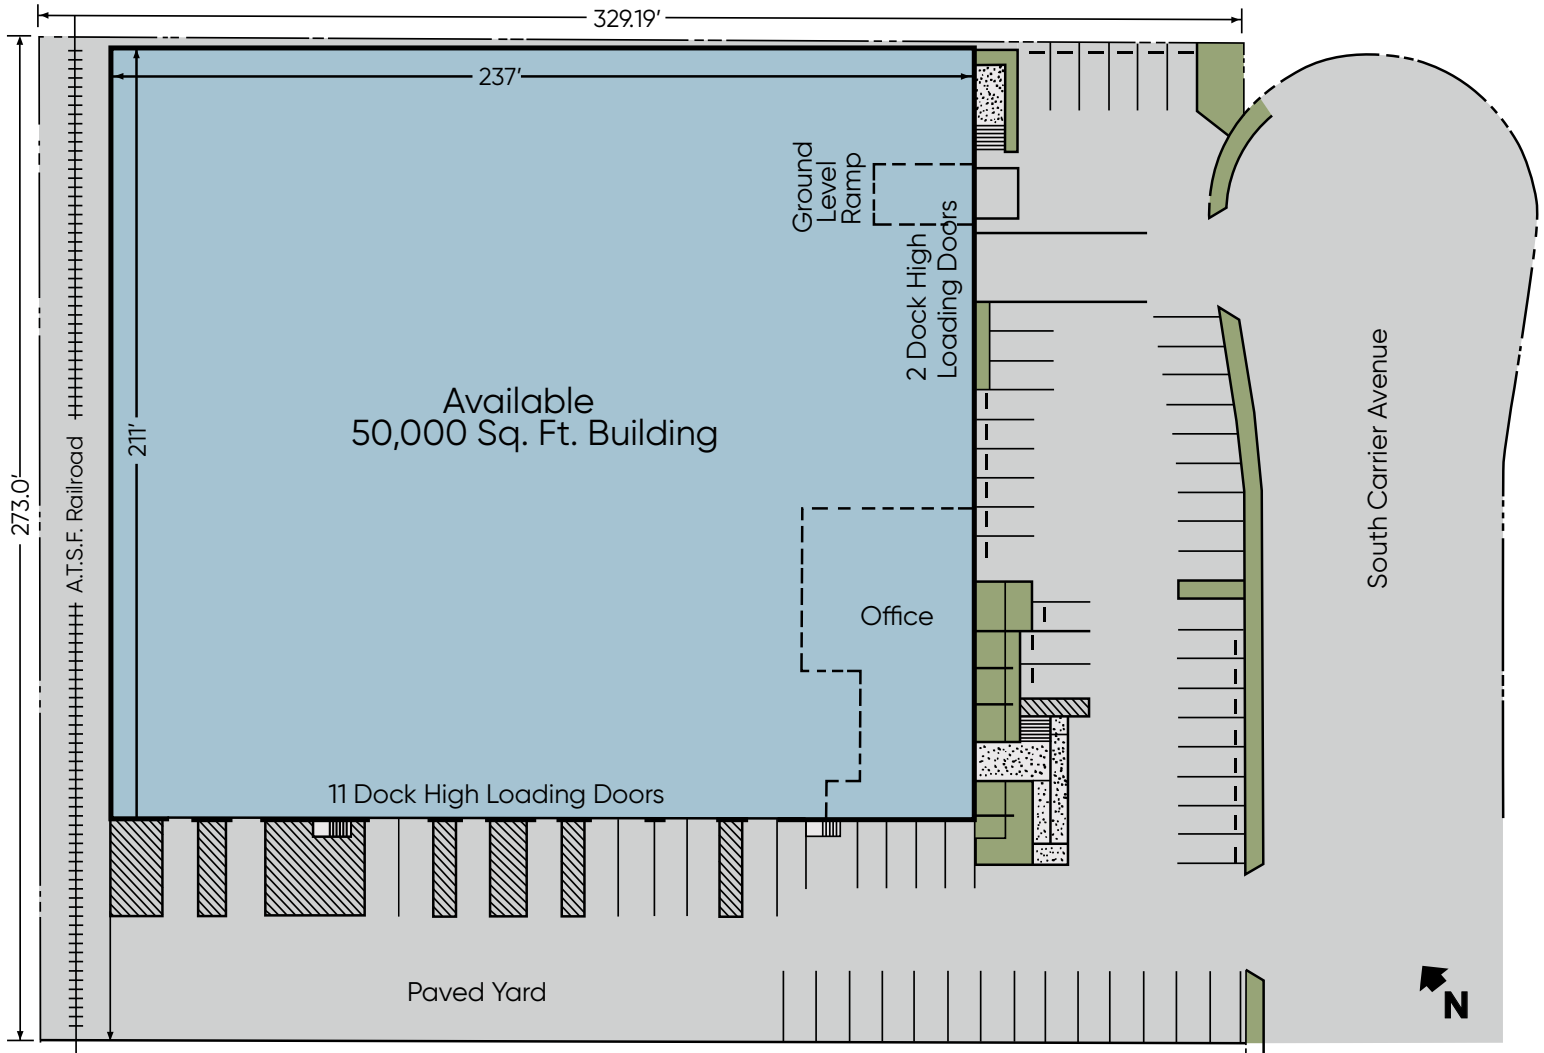 329.19'
237'
Ground
Level
Ramp
2 Dock High
Loading Doors
211'
Available
50,000 Sq. Ft. Building
273.0'
A.T.S.F. Railroad
South Carrier Avenue
Office
11 Dock High Loading Doors
Paved Yard
N